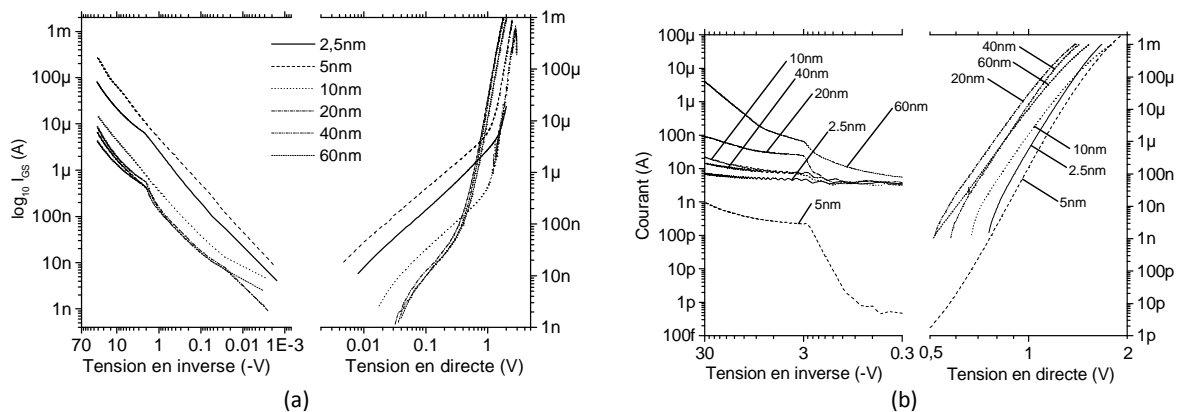 1m
100µ
10µ
1µ
100n
10n
1n
log₁₀ I_GS (A)
70 10 1 0.1 0.01 1E-3
Tension en inverse (-V)
2,5nm
5nm
10nm
20nm
40nm
60nm
0.01 0.1 1
Tension en directe (V)
1m
100µ
10µ
1µ
100n
10n
1n
(a)
100µ
10µ
1µ
100n
10n
1n
100p
10p
1p
100f
Courant (A)
10nm
40nm
20nm
2.5nm
60nm
5nm
30 3 0.3
Tension en inverse (-V)
40nm
60nm
20nm
10nm
2.5nm
5nm
0,5 1 2
Tension en directe (V)
1m
100µ
10µ
1µ
100n
10n
1n
100p
10p
1p
(b)